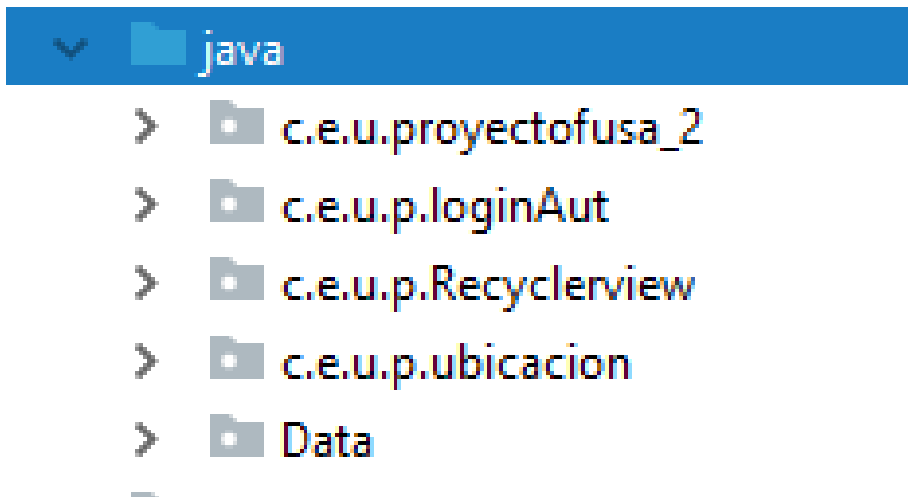 java
c.e.u.proyectofusa_2
c.e.u.p.loginAut
c.e.u.p.Recyclerview
c.e.u.p.ubicacion
Data